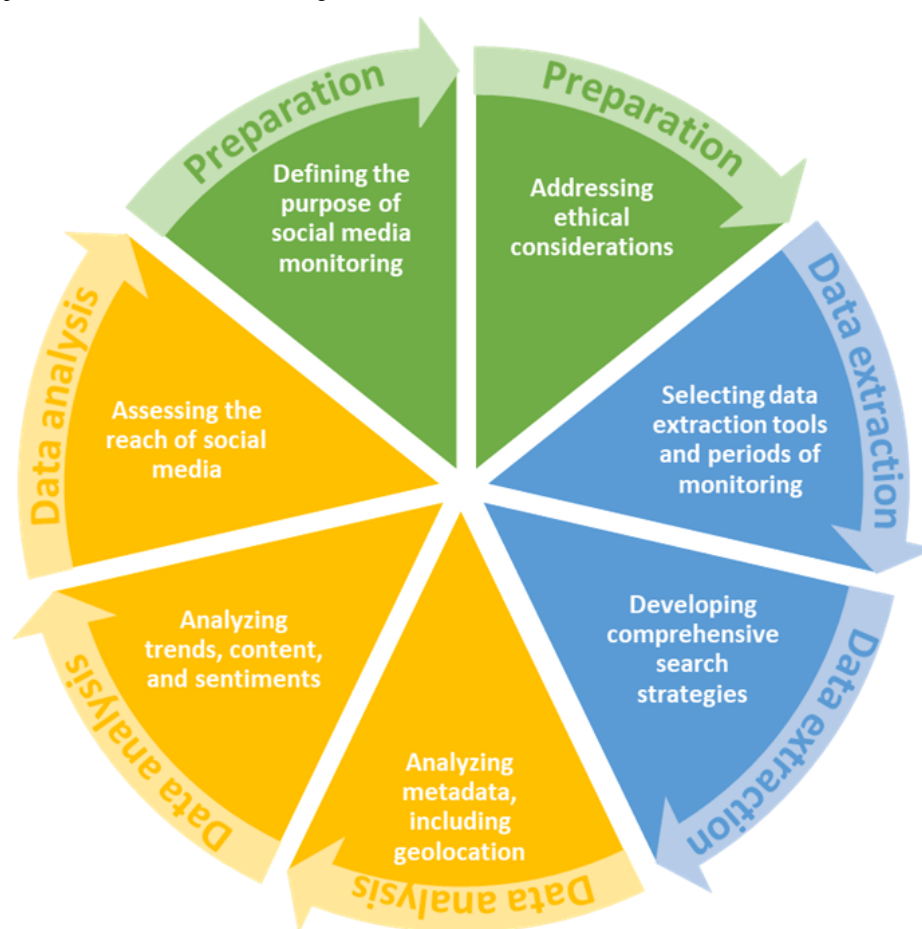 Preparation
Defining the
purpose of
social media
monitoring
Preparation
Addressing
ethical
considerations
Data extraction
Selecting data
extraction tools
and periods of
monitoring
Data extraction
Developing
comprehensive
search
strategies
Data analysis
Analyzing
metadata,
including
geolocation
Data analysis
Analyzing
trends, content,
and sentiments
Data analysis
Assessing the
reach of social
media